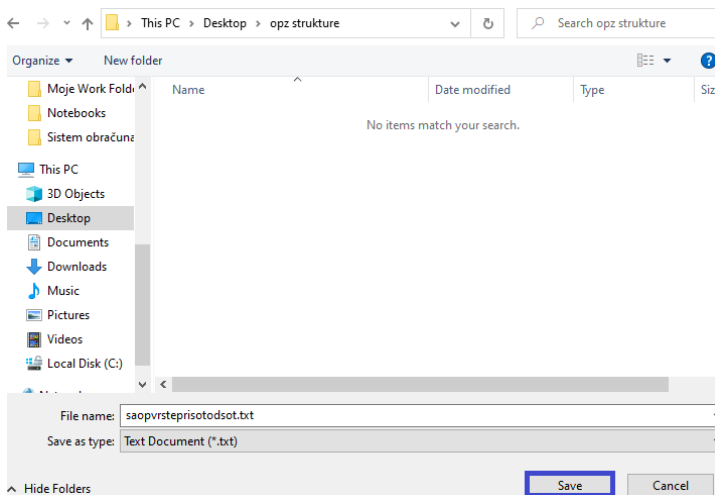 This PC > Desktop > opz strukture
Search opz strukture
Organize
New folder
Name
Date modified
Type
Siz
No items match your search.
Moje Work Folde
Notebooks
Sistem obračuna
This PC
3D Objects
Desktop
Documents
Downloads
Music
Pictures
Videos
Local Disk (C:)
File name: saopvrsteprisotodsot.txt
Save as type: Text Document (*.txt)
Hide Folders
Save
Cancel